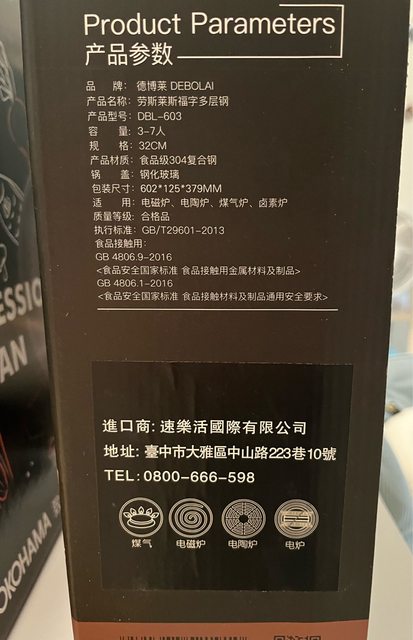 Product Parameters
产品参数
品 牌: 德博莱 DEBOLAI
产品名称: 劳斯莱斯福字多层钢
产品型号: DBL-603
容 量: 3-7人
规 格: 32CM
产品材质: 食品级304复合钢
锅 盖: 钢化玻璃
包装尺寸: 602*125*379MM
适 用: 电磁炉、电陶炉、煤气炉、卤素炉
质量等级: 合格品
执行标准: GB/T29601-2013
食品接触用:
GB 4806.9-2016
<食品安全国家标准 食品接触用金属材料及制品>
GB 4806.1-2016
<食品安全国家标准 食品接触材料及制品通用安全要求>
進口商: 速樂活國際有限公司
地址: 臺中市大雅區中山路223巷10號
TEL: 0800-666-598
煤气 电磁炉 电陶炉 电炉
ESSIO
AN
OKOHAMA